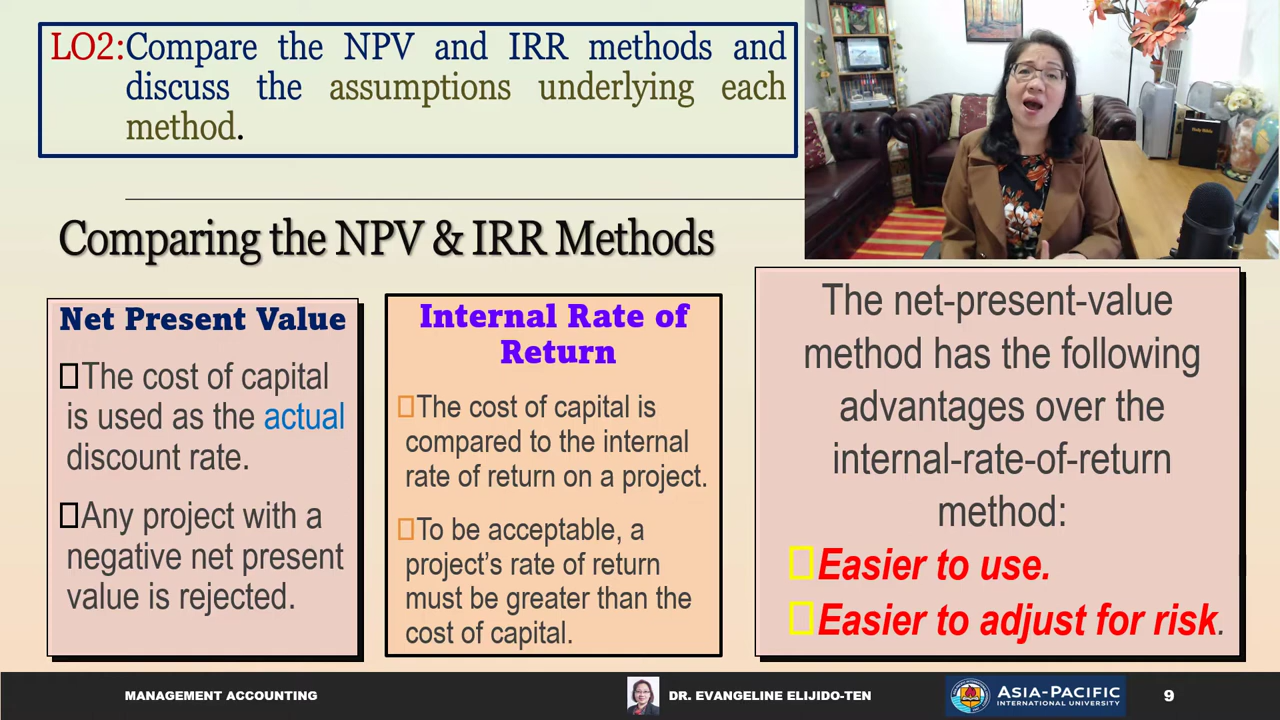 LO2:Compare the NPV and IRR methods and
discuss the assumptions underlying each
method.
Comparing the NPV & IRR Methods
Net Present Value
The cost of capital
is used as the actual
discount rate.
Any project with a
negative net present
value is rejected.
Internal Rate of
Return
The cost of capital is
compared to the internal
rate of return on a project.
To be acceptable, a
project's rate of return
must be greater than the
cost of capital.
The net-present-value
method has the following
advantages over the
internal-rate-of-return
method:
Easier to use.
Easier to adjust for risk.
MANAGEMENT ACCOUNTING
DR. EVANGELINE ELIJIDO-TEN
ASIA-PACIFIC
INTERNATIONAL UNIVERSITY
9
Holy Bible